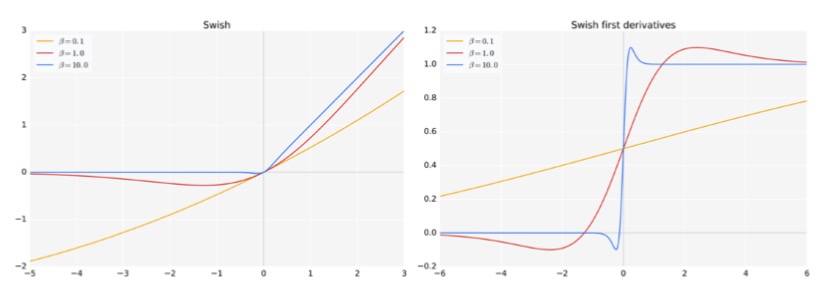 Swish
3
β=0.1
β=1.0
β=10.0
2
1
0
−1
−2
−5 −4 −3 −2 −1 0 1 2 3
Swish first derivatives
1.2
β=0.1
β=1.0
β=10.0
1.0
0.8
0.6
0.4
0.2
0.0
−0.2
−6 −4 −2 0 2 4 6